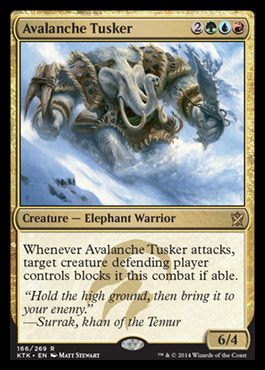 Avalanche Tusker 2
Creature — Elephant Warrior
Whenever Avalanche Tusker attacks,
target creature defending player
controls blocks it this combat if able.
"Hold the high ground, then bring it to
your enemy."
—Surrak, khan of the Temur
6/4
166/269 R
KTK • EN Matt Stewart
™ & © 2014 Wizards of the Coast